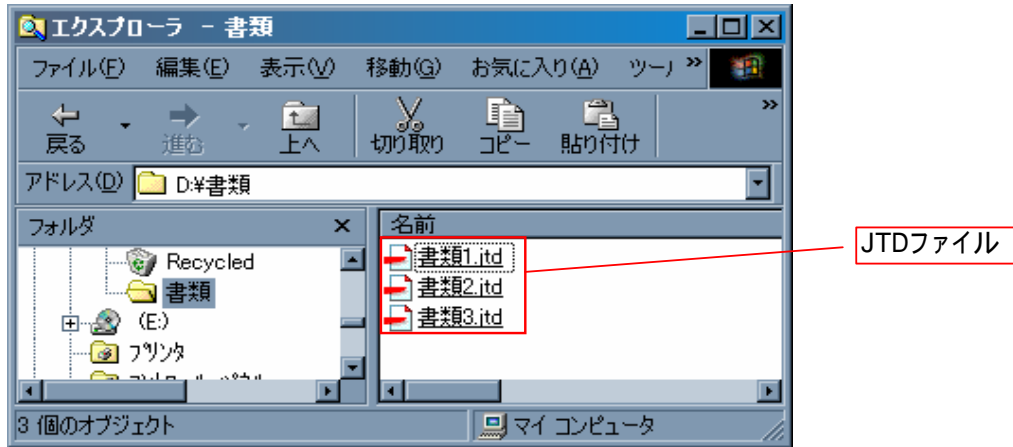 エクスプローラ - 書類
ファイル(F) 編集(E) 表示(V) 移動(G) お気に入り(A) ツール »
戻る 進む 上へ 切り取り コピー 貼り付け »
アドレス(D) D:¥書類
フォルダ × 名前
Recycled
書類
(E:)
プリンタ
書類1.jtd
書類2.jtd
書類3.jtd
JTDファイル
3 個のオブジェクト マイ コンピュータ